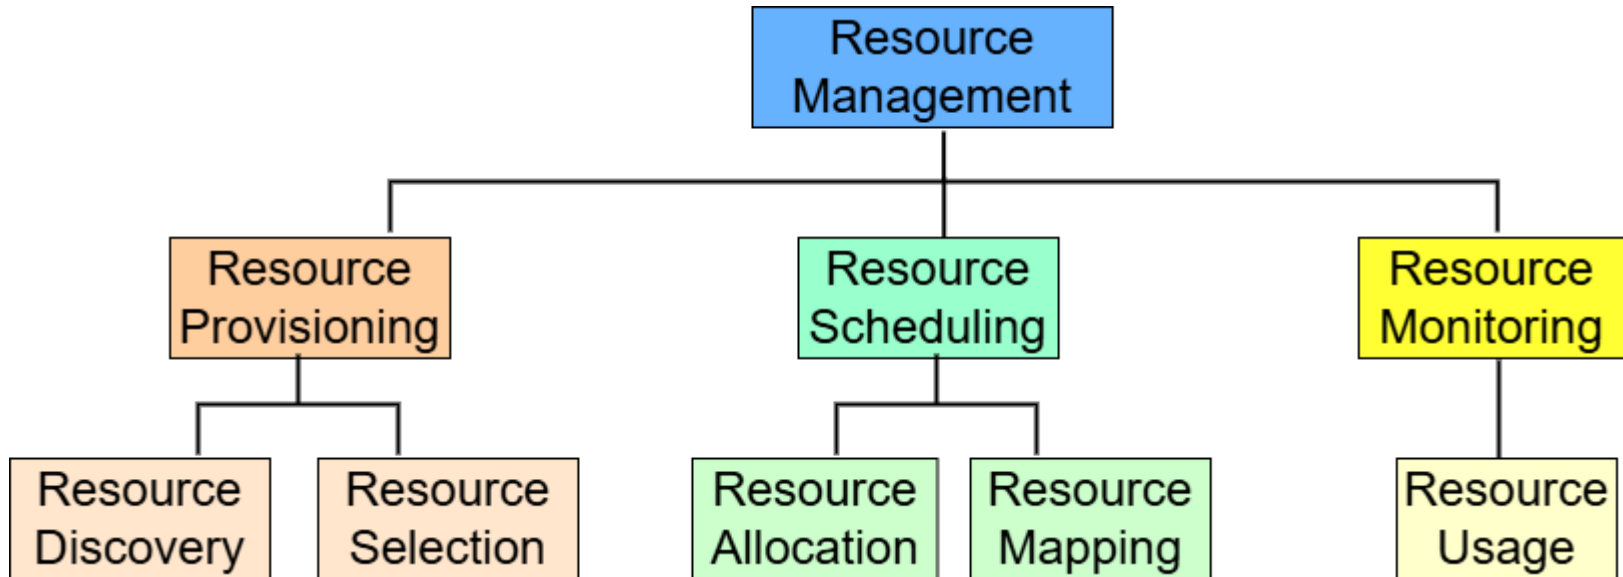 Resource
Management
Resource
Provisioning
Resource
Scheduling
Resource
Monitoring
Resource
Discovery
Resource
Selection
Resource
Allocation
Resource
Mapping
Resource
Usage